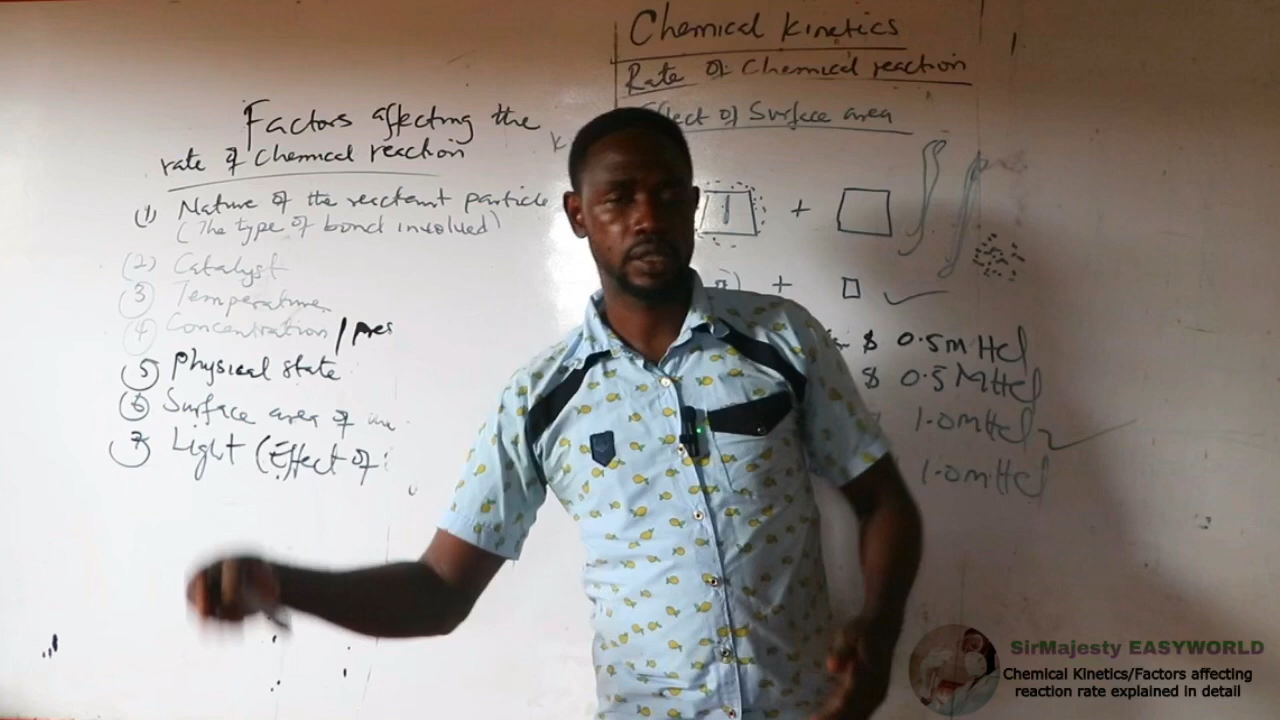 Factors affecting the
rate of Chemical reaction
(1) Nature of the reactant particle
(The type of bond involved)
(2) Catalyst
(3) Temperature
(4) Concentration / pres
(5) Physical state
(6) Surface area of
(7) Light (Effect of
Chemical Kinetics
Rate of Chemical reaction
ffect of Surface area
+
+
$ 0.5M HCl
$ 0.5M HCl
1.0M HCl
1.0M HCl
SirMajesty EASYWORLD
Chemical Kinetics/Factors affecting
reaction rate explained in detail